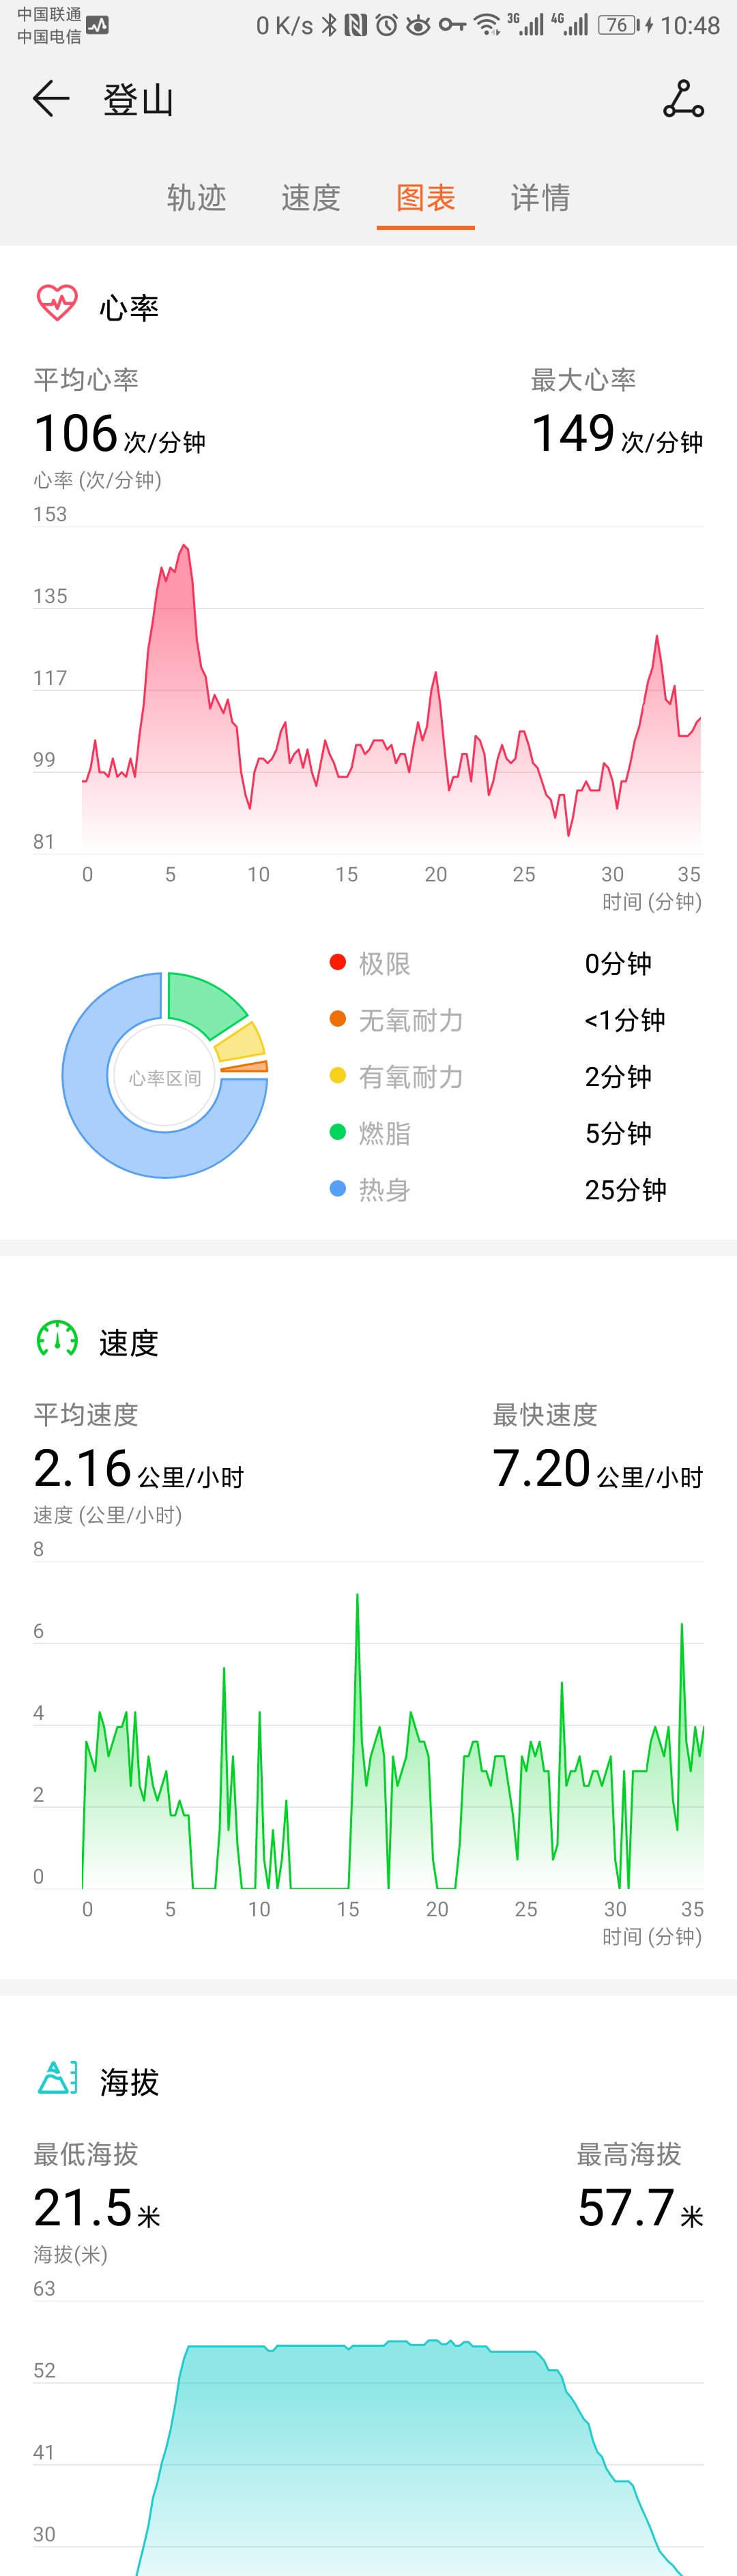 中国联通
中国电信
0 K/s 3G 4G 76 10:48
登山
轨迹 速度 图表 详情
心率
平均心率 最大心率
106 次/分钟 149 次/分钟
心率 (次/分钟)
153
135
117
99
81
0 5 10 15 20 25 30 35
时间 (分钟)
心率区间
极限 0分钟
无氧耐力 <1分钟
有氧耐力 2分钟
燃脂 5分钟
热身 25分钟
速度
平均速度 最快速度
2.16 公里/小时 7.20 公里/小时
速度 (公里/小时)
8
6
4
2
0
0 5 10 15 20 25 30 35
时间 (分钟)
海拔
最低海拔 最高海拔
21.5 米 57.7 米
海拔(米)
63
52
41
30